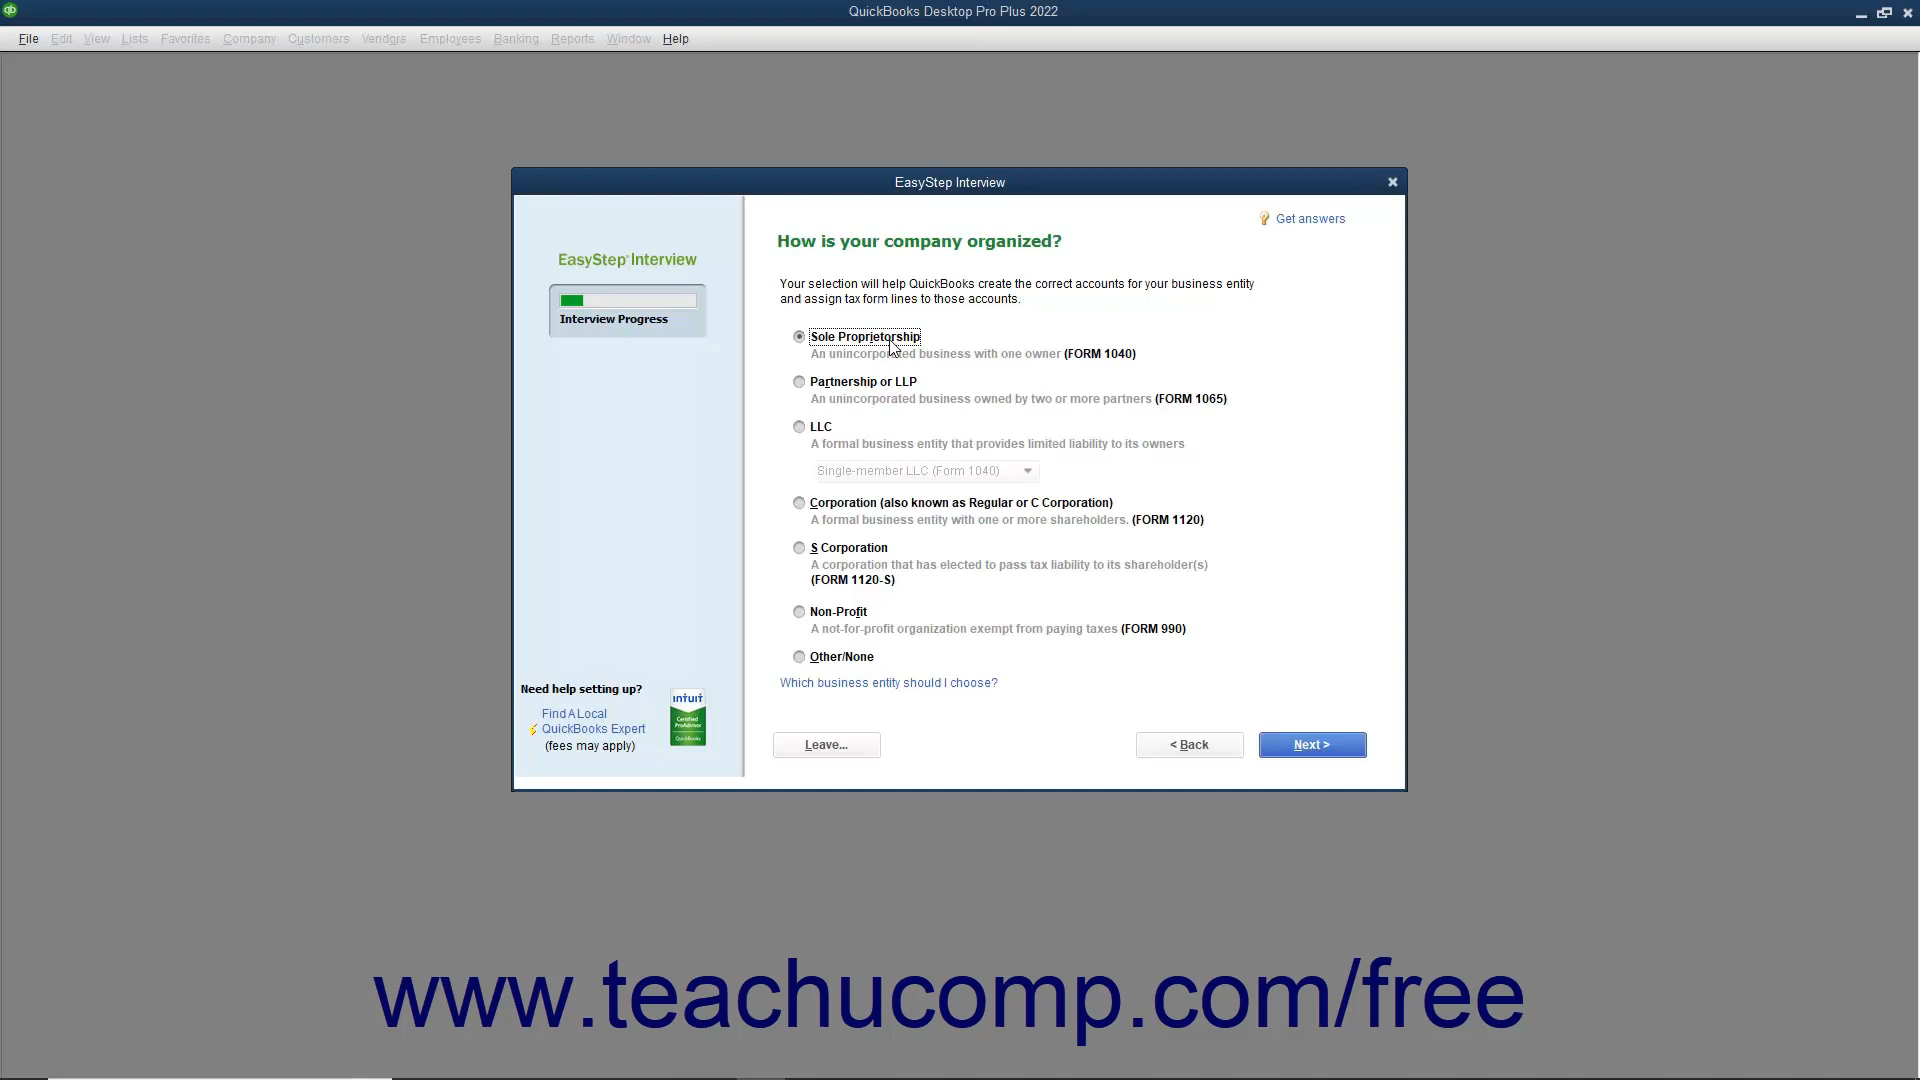 QuickBooks Desktop Pro Plus 2022
File Edit View Lists Favorites Company Customers Vendors Employees Banking Reports Window Help
EasyStep Interview
Get answers
How is your company organized?
EasyStep Interview
Interview Progress
Your selection will help QuickBooks create the correct accounts for your business entity
and assign tax form lines to those accounts.
Sole Proprietorship
An unincorporated business with one owner (FORM 1040)
Partnership or LLP
An unincorporated business owned by two or more partners (FORM 1065)
LLC
A formal business entity that provides limited liability to its owners
Single-member LLC (Form 1040)
Corporation (also known as Regular or C Corporation)
A formal business entity with one or more shareholders. (FORM 1120)
S Corporation
A corporation that has elected to pass tax liability to its shareholder(s)
(FORM 1120-S)
Non-Profit
A not-for-profit organization exempt from paying taxes (FORM 990)
Other/None
Which business entity should I choose?
Need help setting up?
Find A Local
QuickBooks Expert
(fees may apply)
intuit
Certified
ProAdvisor
QuickBooks
Leave...
< Back
Next >
www.teachucomp.com/free